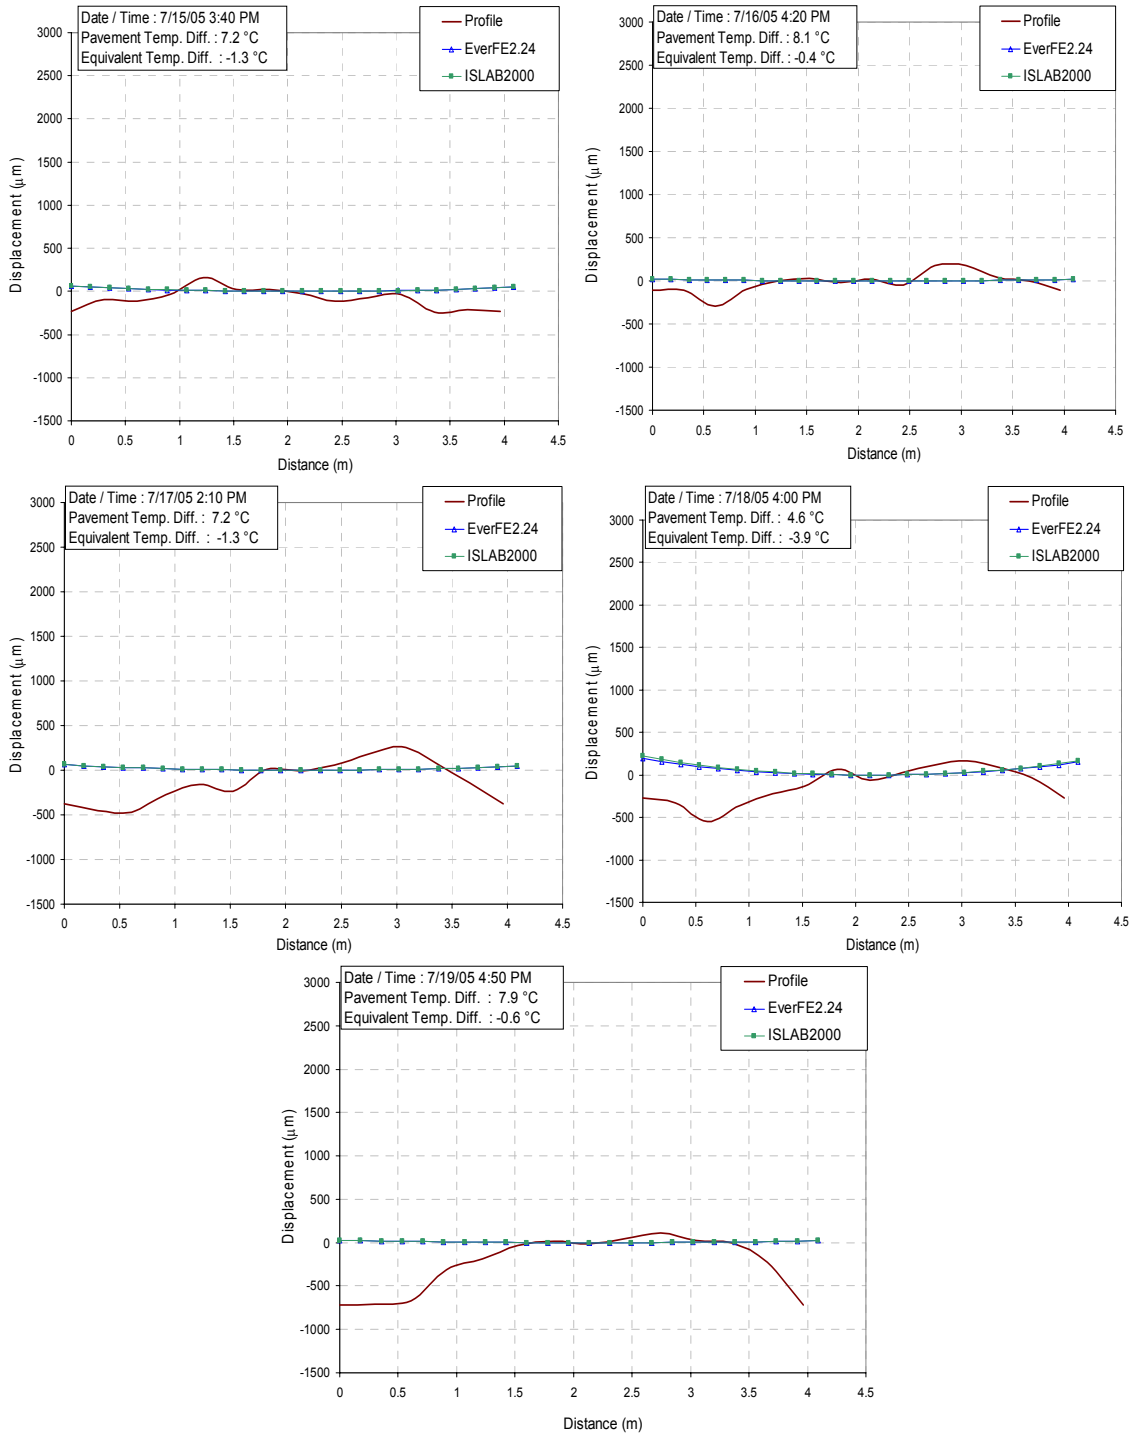 Date / Time : 7/15/05 3:40 PM
Pavement Temp. Diff. : 7.2 °C
Equivalent Temp. Diff. : -1.3 °C
Profile
EverFE2.24
ISLAB2000
3000
2500
2000
1500
1000
500
0
-500
-1000
-1500
Displacement (μm)
0 0.5 1 1.5 2 2.5 3 3.5 4 4.5
Distance (m)
Date / Time : 7/16/05 4:20 PM
Pavement Temp. Diff. : 8.1 °C
Equivalent Temp. Diff. : -0.4 °C
Profile
EverFE2.24
ISLAB2000
3000
2500
2000
1500
1000
500
0
-500
-1000
-1500
Displacement (μm)
0 0.5 1 1.5 2 2.5 3 3.5 4 4.5
Distance (m)
Date / Time : 7/17/05 2:10 PM
Pavement Temp. Diff. : 7.2 °C
Equivalent Temp. Diff. : -1.3 °C
Profile
EverFE2.24
ISLAB2000
3000
2500
2000
1500
1000
500
0
-500
-1000
-1500
Displacement (μm)
0 0.5 1 1.5 2 2.5 3 3.5 4 4.5
Distance (m)
Date / Time : 7/18/05 4:00 PM
Pavement Temp. Diff. : 4.6 °C
Equivalent Temp. Diff. : -3.9 °C
Profile
EverFE2.24
ISLAB2000
3000
2500
2000
1500
1000
500
0
-500
-1000
-1500
Displacement (μm)
0 0.5 1 1.5 2 2.5 3 3.5 4 4.5
Distance (m)
Date / Time : 7/19/05 4:50 PM
Pavement Temp. Diff. : 7.9 °C
Equivalent Temp. Diff. : -0.6 °C
Profile
EverFE2.24
ISLAB2000
3000
2500
2000
1500
1000
500
0
-500
-1000
-1500
Displacement (μm)
0 0.5 1 1.5 2 2.5 3 3.5 4 4.5
Distance (m)